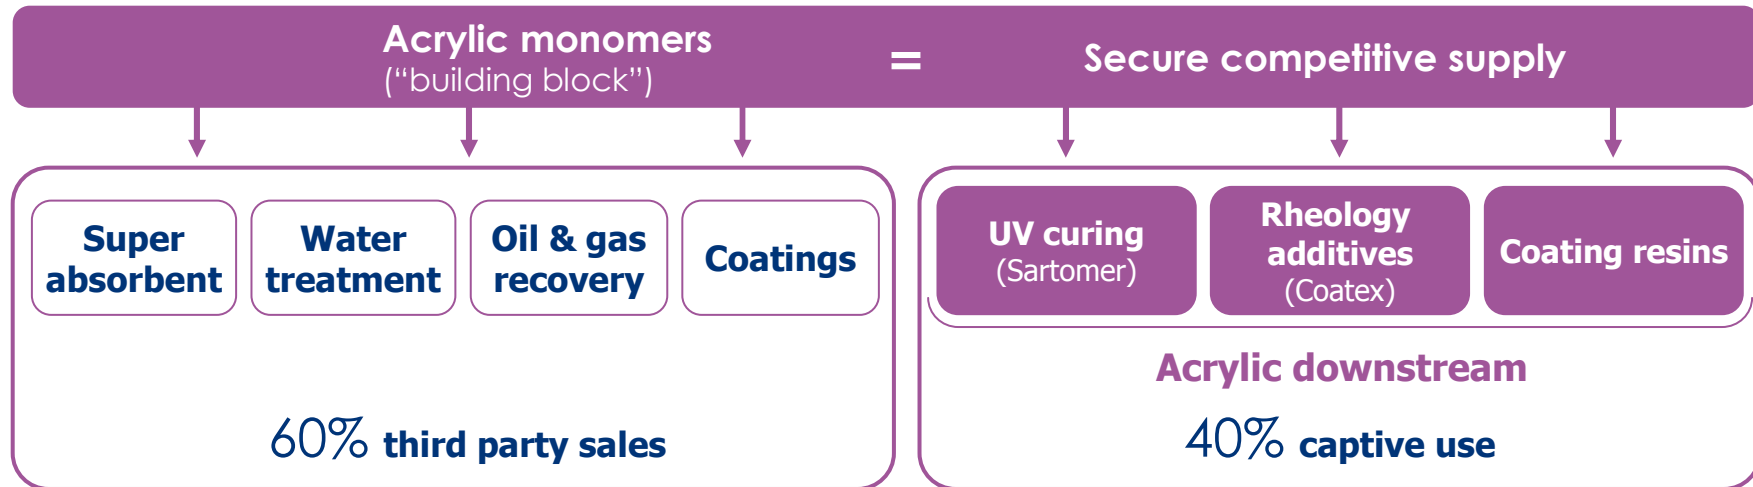 Acrylic monomers
(“building block”)
=
Secure competitive supply
Super
absorbent
Water
treatment
Oil & gas
recovery
Coatings
60% third party sales
UV curing
(Sartomer)
Rheology
additives
(Coatex)
Coating resins
Acrylic downstream
40% captive use